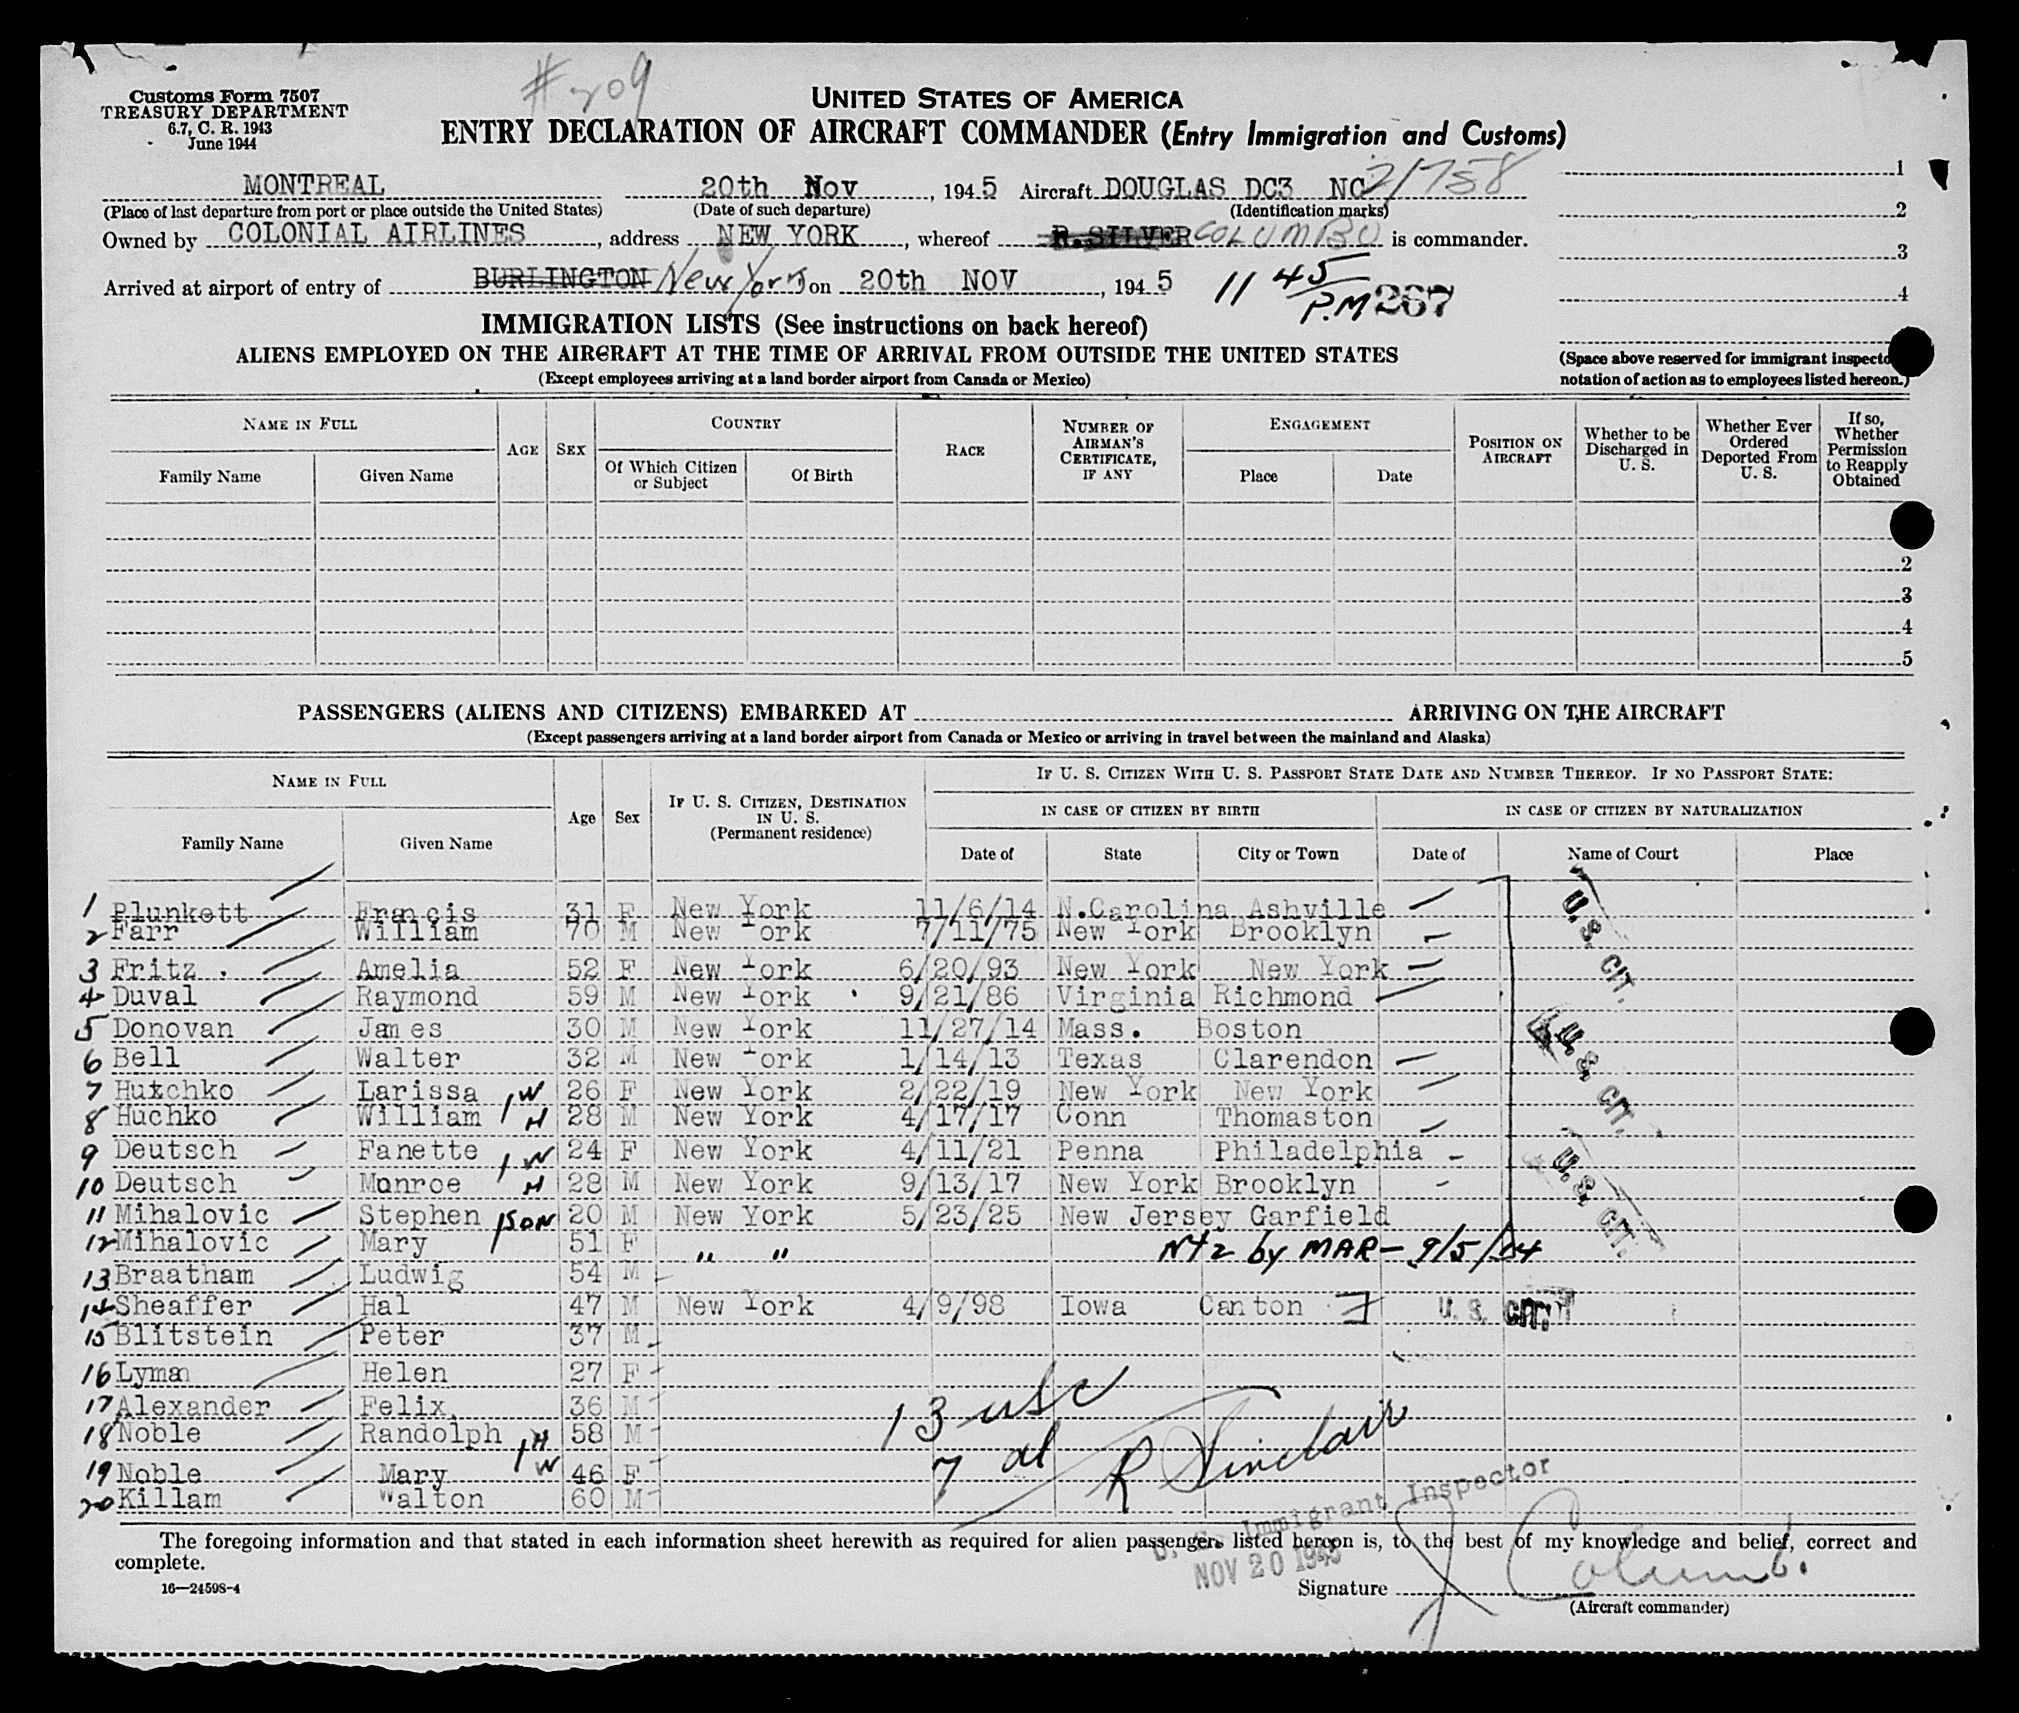 #209
Customs Form 7507
TREASURY DEPARTMENT
6.7, C. R. 1943
June 1944
UNITED STATES OF AMERICA
ENTRY DECLARATION OF AIRCRAFT COMMANDER (Entry Immigration and Customs)
MONTREAL 20th Nov, 1945 Aircraft DOUGLAS DC3 NC 21758
(Place of last departure from port or place outside the United States) (Date of such departure) (Identification marks)
Owned by COLONIAL AIRLINES, address NEW YORK, whereof R.SILVER COLUMBO is commander.
Arrived at airport of entry of BURLINGTON New York on 20th NOV, 1945 11 45 P.M 267
1
2
3
4
(Space above reserved for immigrant inspecto
notation of action as to employees listed hereon.)
IMMIGRATION LISTS (See instructions on back hereof)
ALIENS EMPLOYED ON THE AIRCRAFT AT THE TIME OF ARRIVAL FROM OUTSIDE THE UNITED STATES
(Except employees arriving at a land border airport from Canada or Mexico)
NAME IN FULL
Family Name Given Name
AGE SEX
COUNTRY
Of Which Citizen or Subject Of Birth
RACE
NUMBER OF AIRMAN'S CERTIFICATE, IF ANY
ENGAGEMENT
Place Date
POSITION ON AIRCRAFT
Whether to be Discharged in U. S.
Whether Ever Ordered Deported From U. S.
If so, Whether Permission to Reapply Obtained
2
3
4
5
PASSENGERS (ALIENS AND CITIZENS) EMBARKED AT ARRIVING ON THE AIRCRAFT
(Except passengers arriving at a land border airport from Canada or Mexico or arriving in travel between the mainland and Alaska)
NAME IN FULL
Family Name Given Name
Age Sex
IF U. S. CITIZEN, DESTINATION IN U. S. (Permanent residence)
IF U. S. CITIZEN WITH U. S. PASSPORT STATE DATE AND NUMBER THEREOF. IF NO PASSPORT STATE:
IN CASE OF CITIZEN BY BIRTH IN CASE OF CITIZEN BY NATURALIZATION
Date of State City or Town Date of Name of Court Place
1 Plunkett Francis 31 F New York 11/6/14 N.Carolina Ashville
2 Farr William 70 M New York 7/11/75 New York Brooklyn
3 Fritz . Amelia 52 F New York 6/20/93 New York New York
4 Duval Raymond 59 M New York 9/21/86 Virginia Richmond
5 Donovan James 30 M New York 11/27/14 Mass. Boston
6 Bell Walter 32 M New York 1/14/13 Texas Clarendon
7 Hutchko Larissa 1 W 26 F New York 2/22/19 New York New York
8 Huchko William 1 H 28 M New York 4/17/17 Conn Thomaston
9 Deutsch Fanette 1 W 24 F New York 4/11/21 Penna Philadelphia
10 Deutsch Monroe H 28 M New York 9/13/17 New York Brooklyn
11 Mihalovic Stephen 1 SON 20 M New York 5/23/25 New Jersey Garfield
12 Mihalovic Mary 51 F " " Ntz by MAR - 9/5/04
13 Braatham Ludwig 54 M
14 Sheaffer Hal 47 M New York 4/9/98 Iowa Canton U. S. CIT.
15 Blitstein Peter 37 M
16 Lyman Helen 27 F
17 Alexander Felix 36 M
18 Noble Randolph 1 H 58 M
19 Noble Mary W 46 F
20 Killam Walton 60 M
U. S. CIT.
U. S. CIT.
U. S. CIT.
13 usc
7 al
R Sinclair
U. S. Immigrant Inspector
NOV 20 1945
The foregoing information and that stated in each information sheet herewith as required for alien passengers listed hereon is, to the best of my knowledge and belief, correct and
complete.
16—24598-4
Signature J Columb.
(Aircraft commander)